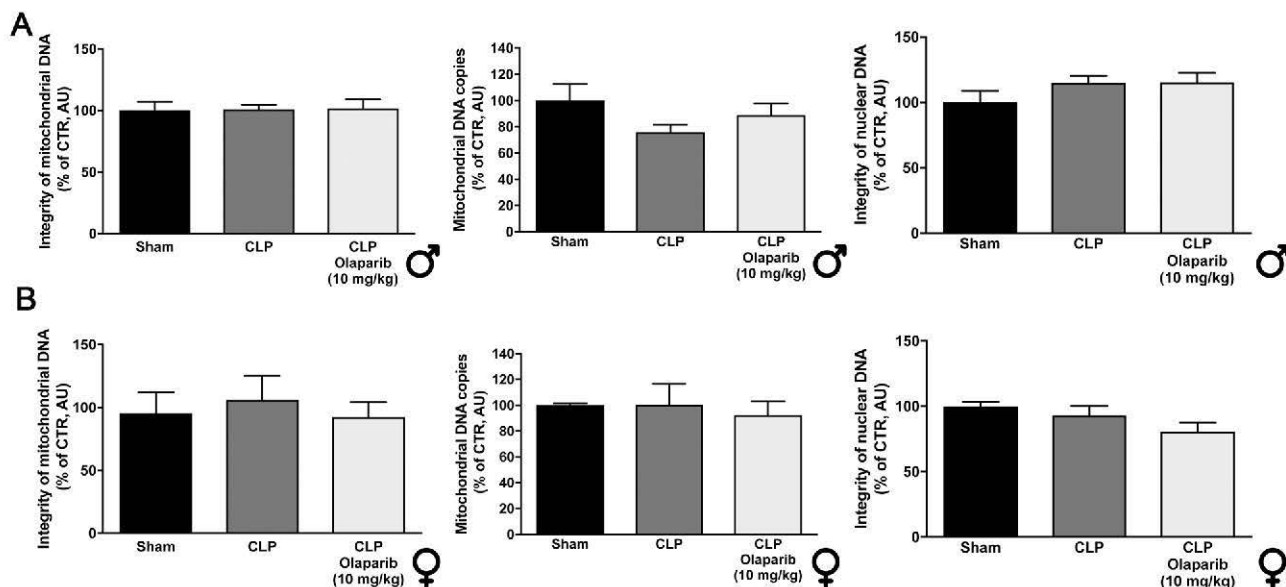 A
Integrity of mitochondrial DNA
(% of CTR, AU)
150
100
50
0
Sham
CLP
CLP
Olaparib
(10 mg/kg)
Mitochondrial DNA copies
(% of CTR, AU)
140
120
100
80
60
40
20
0
Sham
CLP
CLP
Olaparib
(10 mg/kg)
Integrity of nuclear DNA
(% of CTR, AU)
150
100
50
0
Sham
CLP
CLP
Olaparib
(10 mg/kg)
B
Integrity of mitochondrial DNA
(% of CTR, AU)
150
100
50
0
Sham
CLP
CLP
Olaparib
(10 mg/kg)
Mitochondrial DNA copies
(% of CTR, AU)
140
120
100
80
60
40
20
0
Sham
CLP
CLP
Olaparib
(10 mg/kg)
Integrity of nuclear DNA
(% of CTR, AU)
150
100
50
0
Sham
CLP
CLP
Olaparib
(10 mg/kg)